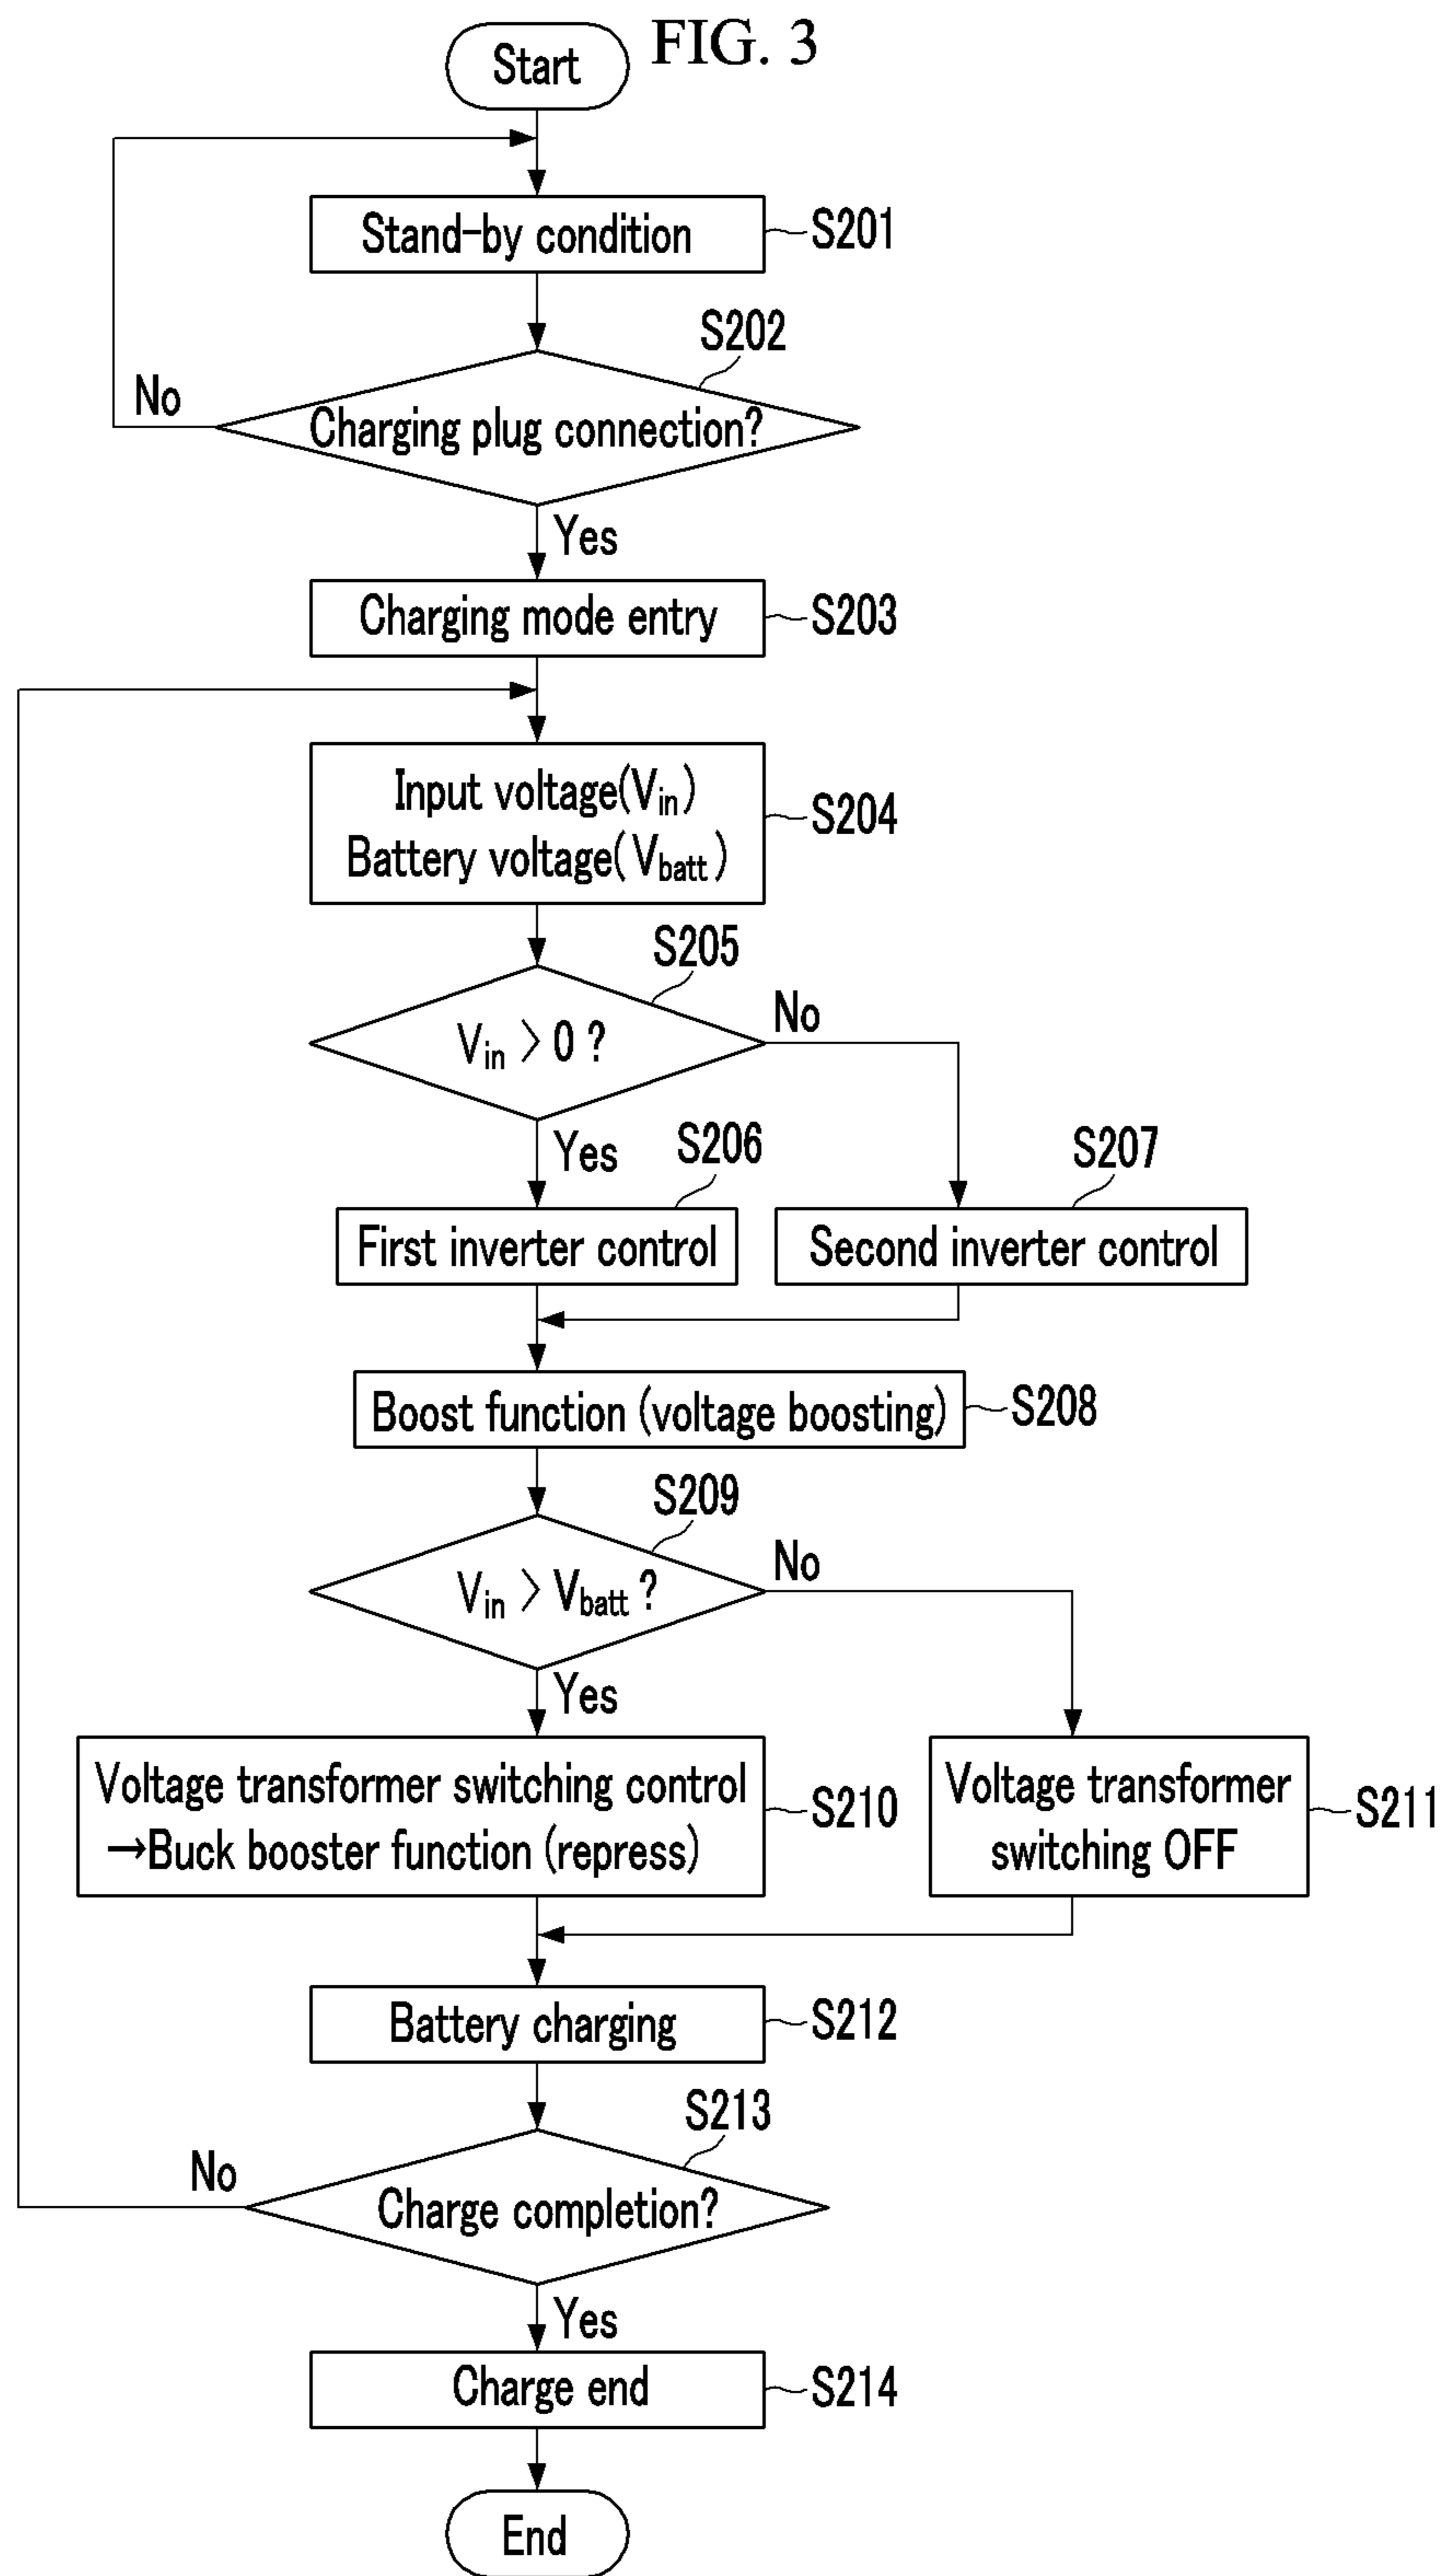 FIG. 3
Start
Stand-by condition
S201
S202
No
Charging plug connection?
Yes
Charging mode entry
S203
Input voltage(Vin)
Battery voltage(Vbatt)
S204
S205
Vin > 0 ?
No
Yes
S206
S207
First inverter control
Second inverter control
Boost function (voltage boosting)
S208
S209
Vin > Vbatt ?
No
Yes
Voltage transformer switching control
→Buck booster function (repress)
S210
Voltage transformer
switching OFF
S211
Battery charging
S212
S213
No
Charge completion?
Yes
Charge end
S214
End